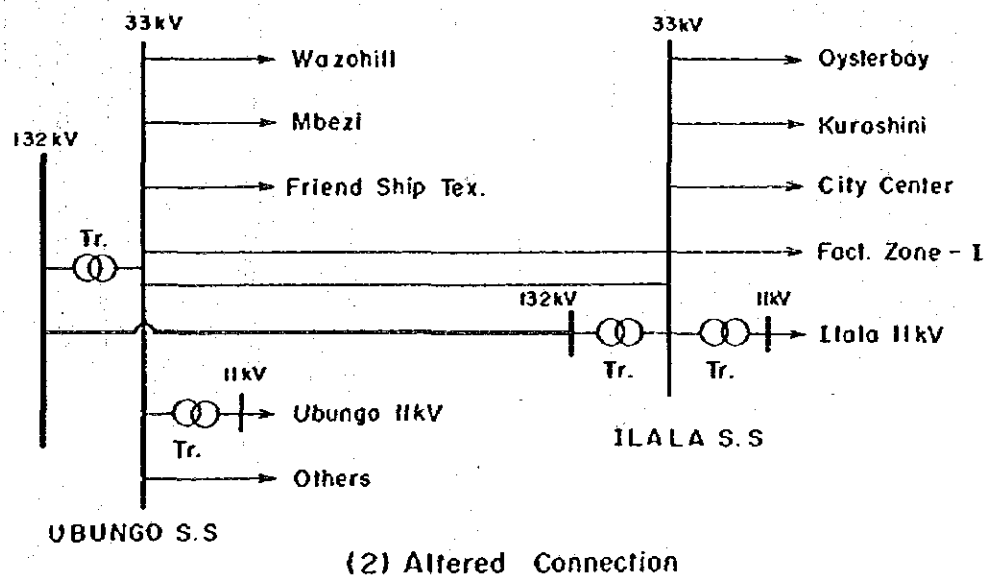 33kV
33kV
Wazohill
Oysterbay
Mbezi
Kuroshini
132kV
Friend Ship Tex.
City Center
Tr.
Fact. Zone - I
132kV
11kV
Ilala 11kV
Tr.
Tr.
11kV
Ubungo 11kV
Tr.
ILALA S.S
Others
UBUNGO S.S
(2) Altered Connection